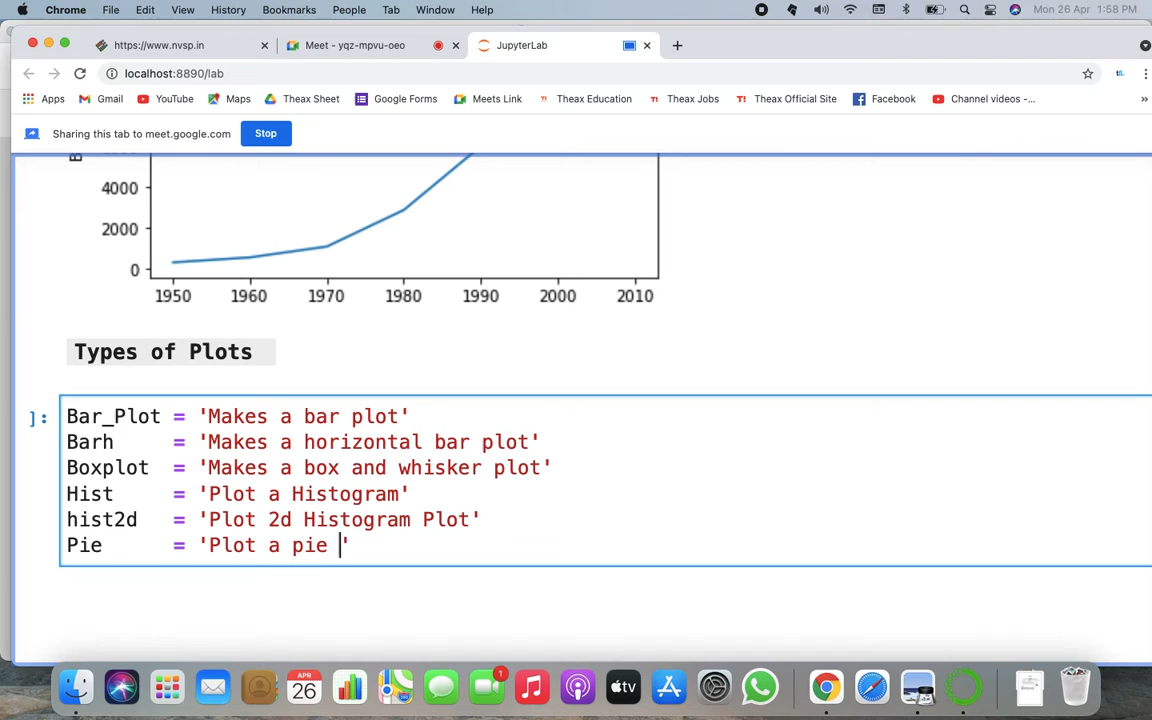 Chrome File Edit View History Bookmarks People Tab Window Help Mon 26 Apr 1:58 PM
https://www.nvsp.in Meet - yqz-mpvu-oeo JupyterLab
localhost:8890/lab
Apps Gmail YouTube Maps Theax Sheet Google Forms Meets Link Theax Education Theax Jobs Theax Official Site Facebook Channel videos -...
Sharing this tab to meet.google.com Stop
4000
2000
0
1950 1960 1970 1980 1990 2000 2010
Types of Plots
]:
Bar_Plot = 'Makes a bar plot'
Barh = 'Makes a horizontal bar plot'
Boxplot = 'Makes a box and whisker plot'
Hist = 'Plot a Histogram'
hist2d = 'Plot 2d Histogram Plot'
Pie = 'Plot a pie '
APR
26
1
tv